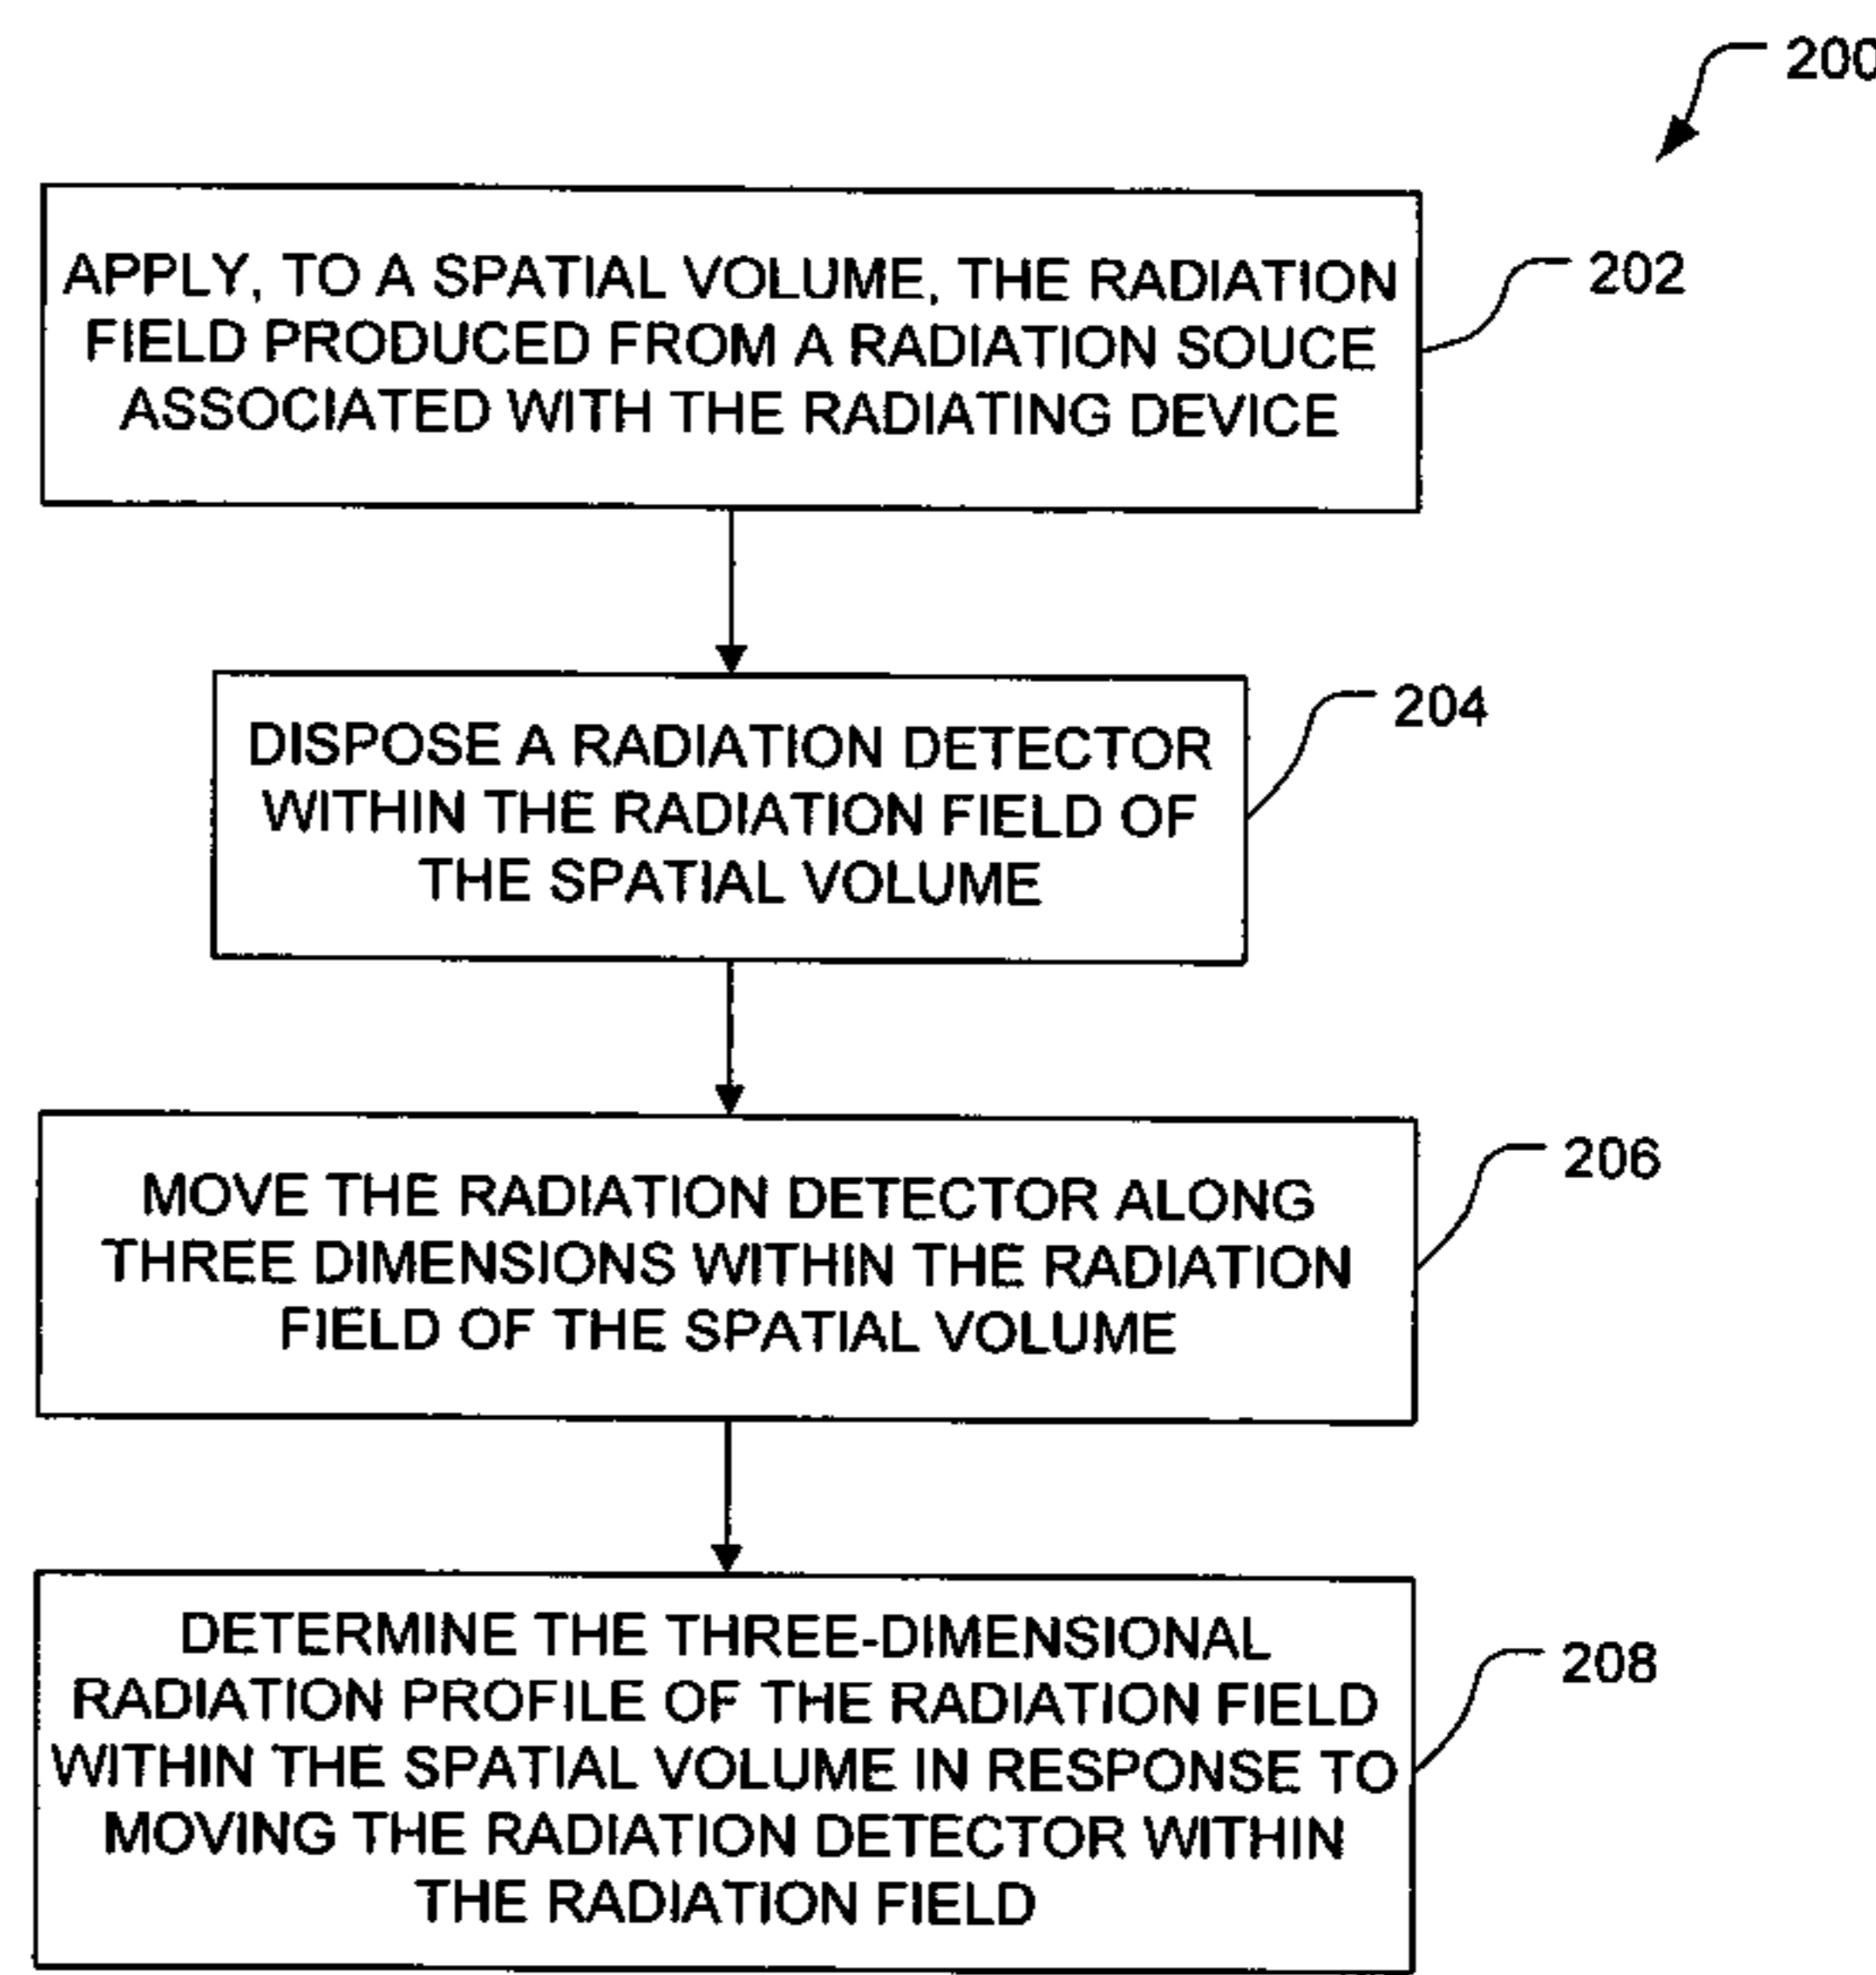 200
APPLY, TO A SPATIAL VOLUME, THE RADIATION
FIELD PRODUCED FROM A RADIATION SOUCE
ASSOCIATED WITH THE RADIATING DEVICE
202
DISPOSE A RADIATION DETECTOR
WITHIN THE RADIATION FIELD OF
THE SPATIAL VOLUME
204
MOVE THE RADIATION DETECTOR ALONG
THREE DIMENSIONS WITHIN THE RADIATION
FIELD OF THE SPATIAL VOLUME
206
DETERMINE THE THREE-DIMENSIONAL
RADIATION PROFILE OF THE RADIATION FIELD
WITHIN THE SPATIAL VOLUME IN RESPONSE TO
MOVING THE RADIATION DETECTOR WITHIN
THE RADIATION FIELD
208